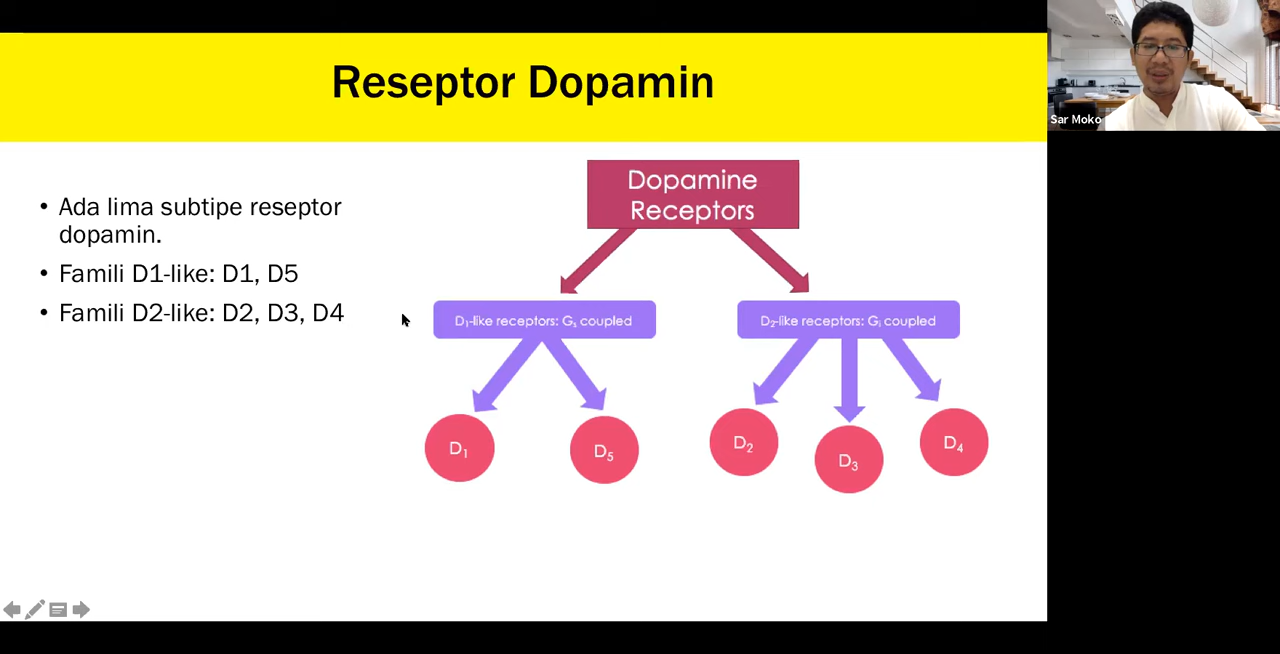 Reseptor Dopamin
Sar Moko
• Ada lima subtipe reseptor
dopamin.
• Famili D1-like: D1, D5
• Famili D2-like: D2, D3, D4
Dopamine
Receptors
D₁-like receptors: Gₛ coupled
D₂-like receptors: Gᵢ coupled
D₁
D₅
D₂
D₃
D₄